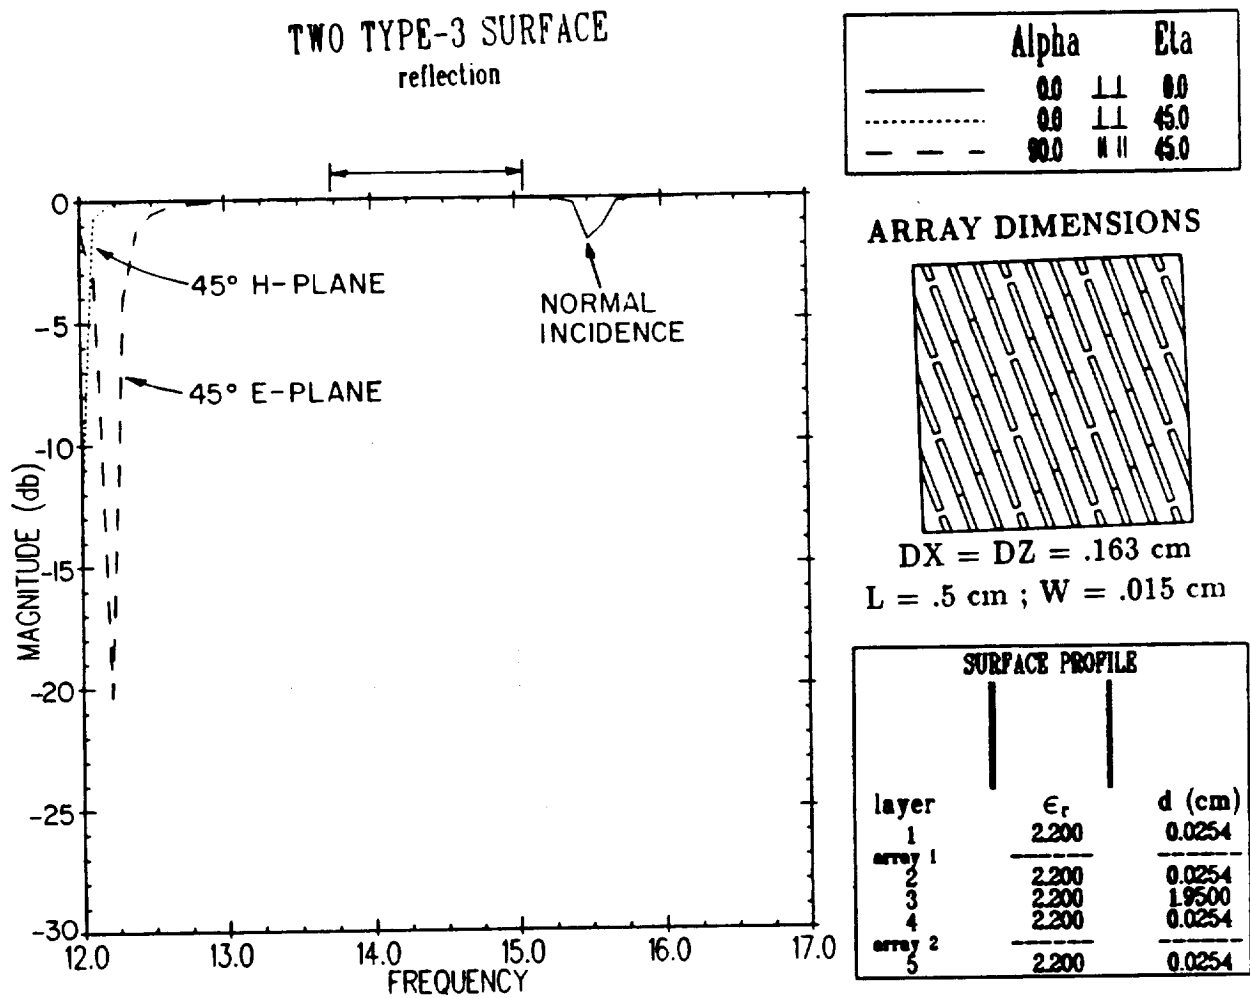 TWO TYPE-3 SURFACE
reflection
Alpha Eta
0.0 ⊥⊥ 0.0
0.0 ⊥⊥ 45.0
90.0 || || 45.0
0
-5
-10
-15
-20
-25
-30
MAGNITUDE (db)
45° H-PLANE
45° E-PLANE
NORMAL
INCIDENCE
12.0 13.0 14.0 15.0 16.0 17.0
FREQUENCY
ARRAY DIMENSIONS
DX = DZ = .163 cm
L = .5 cm ; W = .015 cm
SURFACE PROFILE
layer ϵr d (cm)
1 2.200 0.0254
array 1 ------- -------
2 2.200 0.0254
3 2.200 1.9500
4 2.200 0.0254
array 2 ------- -------
5 2.200 0.0254